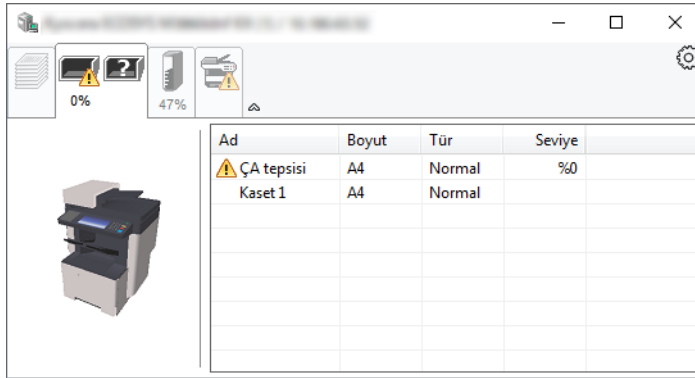 0%
47%
Ad Boyut Tür Seviye
ÇA tepsisi A4 Normal %0
Kaset 1 A4 Normal